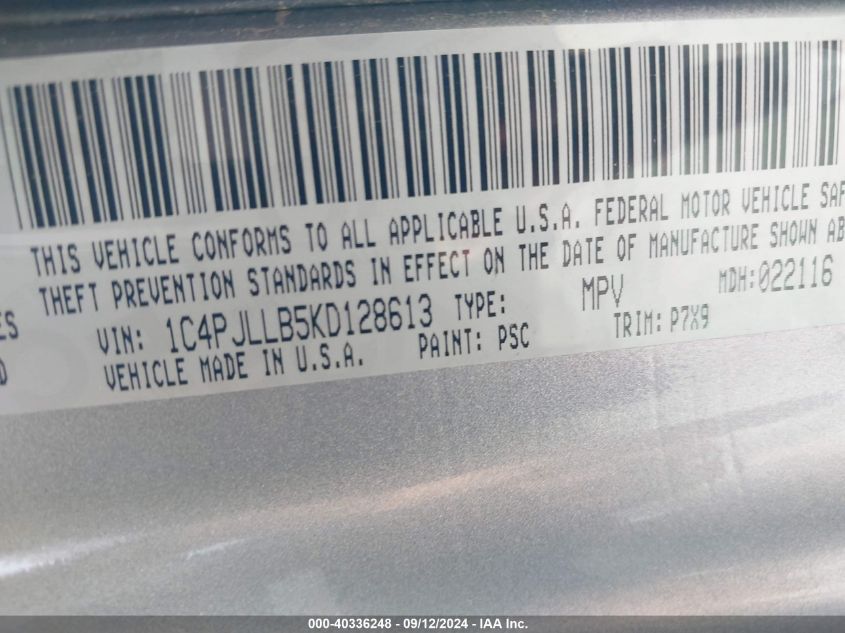 THIS VEHICLE CONFORMS TO ALL APPLICABLE U.S.A. FEDERAL MOTOR VEHICLE SAF
THEFT PREVENTION STANDARDS IN EFFECT ON THE DATE OF MANUFACTURE SHOWN AB
ES
VIN: 1C4PJLLB5KD128613 TYPE: MPV MDH:022116
D
VEHICLE MADE IN U.S.A. PAINT: PSC TRIM: P7X9
000-40336248 - 09/12/2024 - IAA Inc.